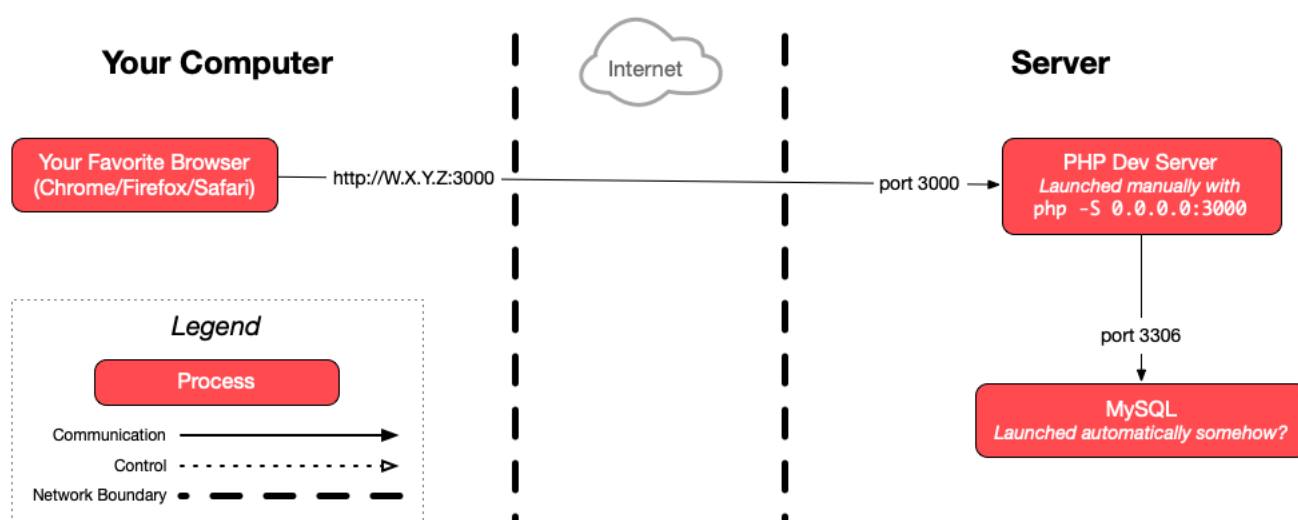 Your Computer
Internet
Server
Your Favorite Browser
(Chrome/Firefox/Safari)
http://W.X.Y.Z:3000
port 3000
PHP Dev Server
Launched manually with
php -S 0.0.0.0:3000
Legend
Process
Communication
Control
Network Boundary
port 3306
MySQL
Launched automatically somehow?